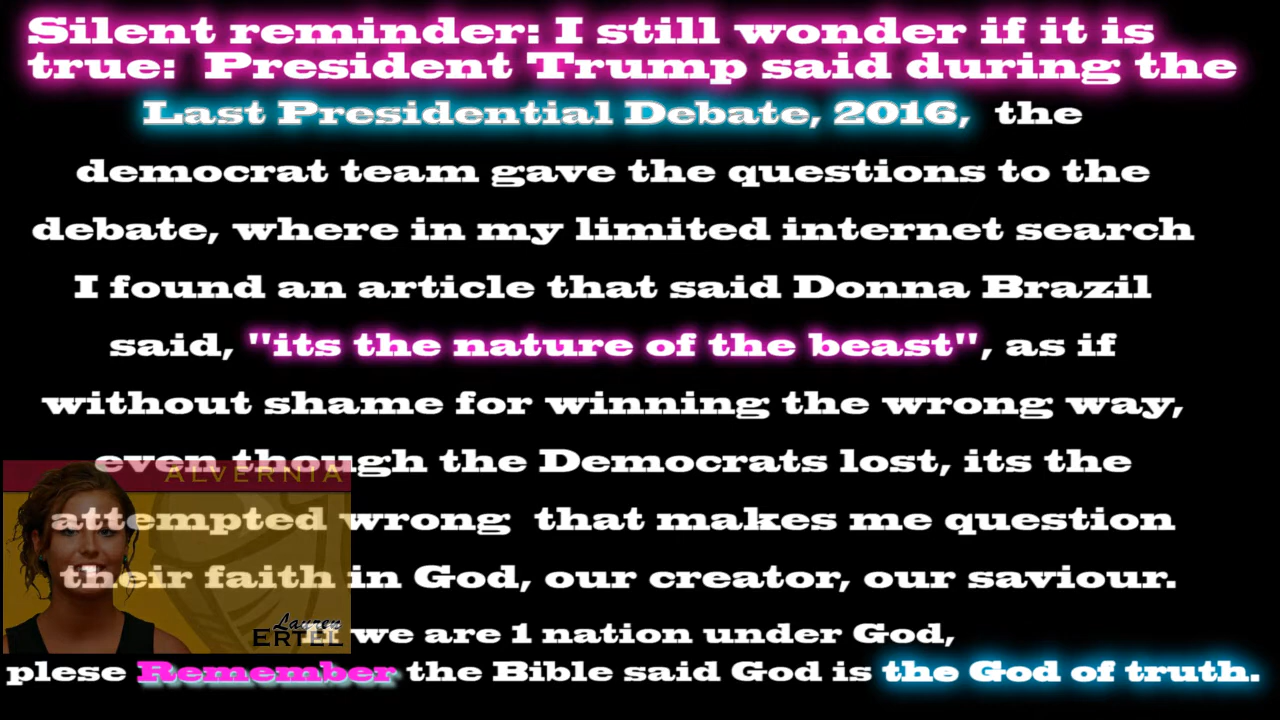 Silent reminder: I still wonder if it is
true: President Trump said during the
Last Presidential Debate, 2016, the
democrat team gave the questions to the
debate, where in my limited internet search
I found an article that said Donna Brazil
said, "its the nature of the beast", as if
without shame for winning the wrong way,
even though the Democrats lost, its the
ALVERNIA
attempted wrong that makes me question
their faith in God, our creator, our saviour.
Lauren
ERTEL
we are 1 nation under God,
plese Remember the Bible said God is the God of truth.